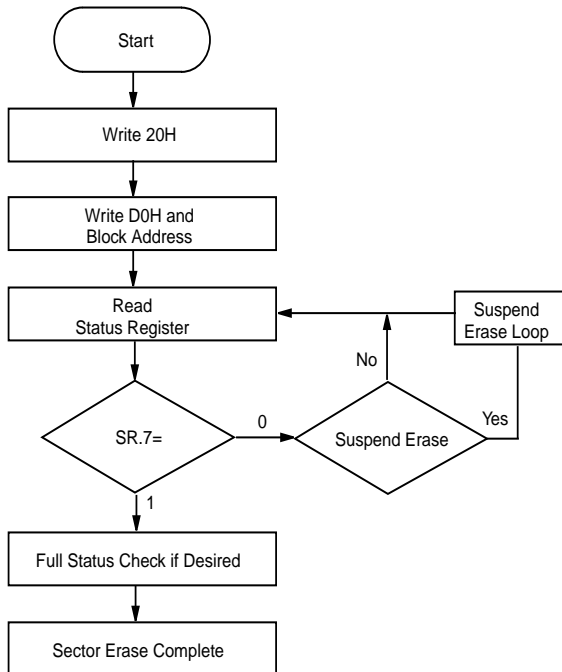 Start
Write 20H
Write D0H and
Block Address
Read
Status Register
Suspend
Erase Loop
No
Yes
SR.7=
0
Suspend Erase
1
Full Status Check if Desired
Sector Erase Complete